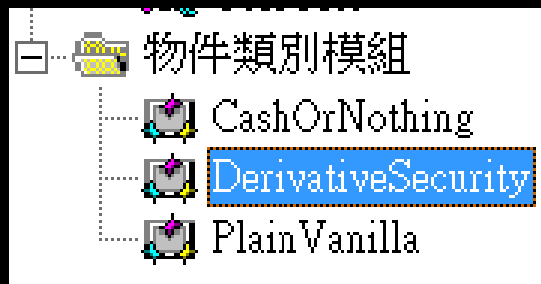 物件類別模組
CashOrNothing
DerivativeSecurity
PlainVanilla